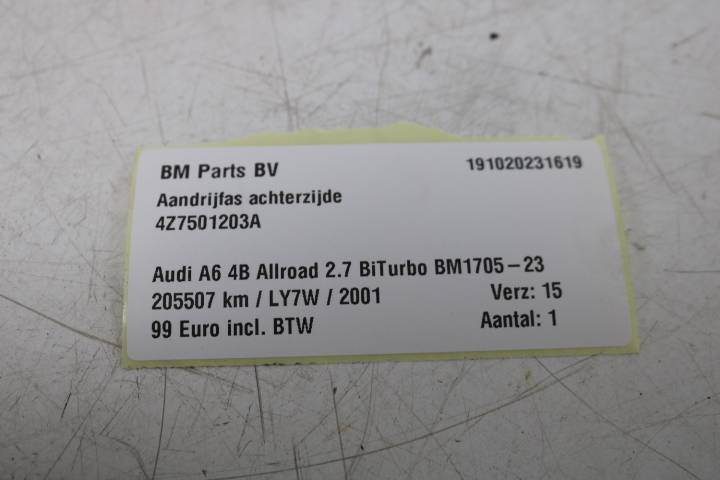 BM Parts BV 191020231619
Aandrijfas achterzijde
4Z7501203A
Audi A6 4B Allroad 2.7 BiTurbo BM1705-23
205507 km / LY7W / 2001 Verz: 15
99 Euro incl. BTW Aantal: 1